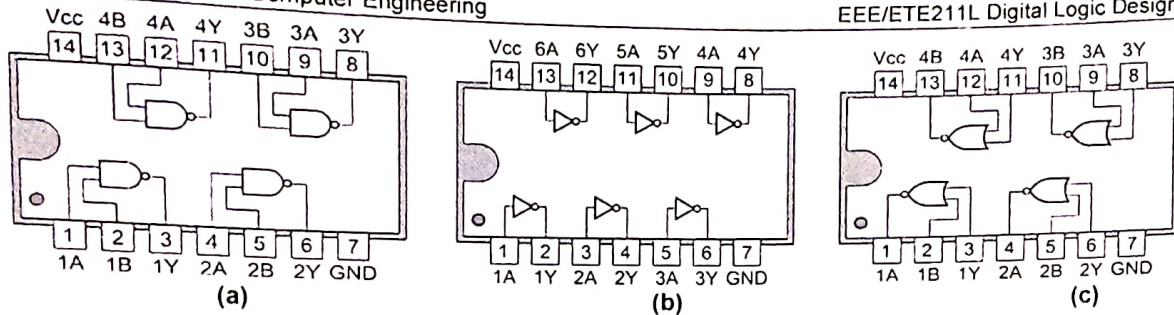 Computer Engineering
EEE/ETE211L Digital Logic Design
Vcc 4B 4A 4Y 3B 3A 3Y
14 13 12 11 10 9 8
1 2 3 4 5 6 7
1A 1B 1Y 2A 2B 2Y GND
(a)
Vcc 6A 6Y 5A 5Y 4A 4Y
14 13 12 11 10 9 8
1 2 3 4 5 6 7
1A 1Y 2A 2Y 3A 3Y GND
(b)
Vcc 4B 4A 4Y 3B 3A 3Y
14 13 12 11 10 9 8
1 2 3 4 5 6 7
1A 1B 1Y 2A 2B 2Y GND
(c)